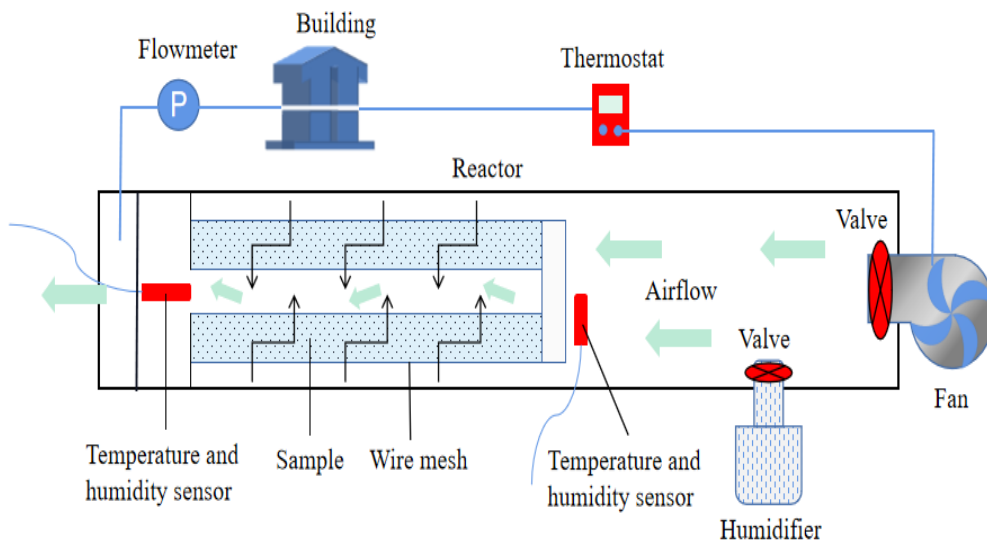 Building
Flowmeter
Thermostat
P
Reactor
Valve
Airflow
Valve
Fan
Temperature and
humidity sensor
Sample
Wire mesh
Temperature and
humidity sensor
Humidifier